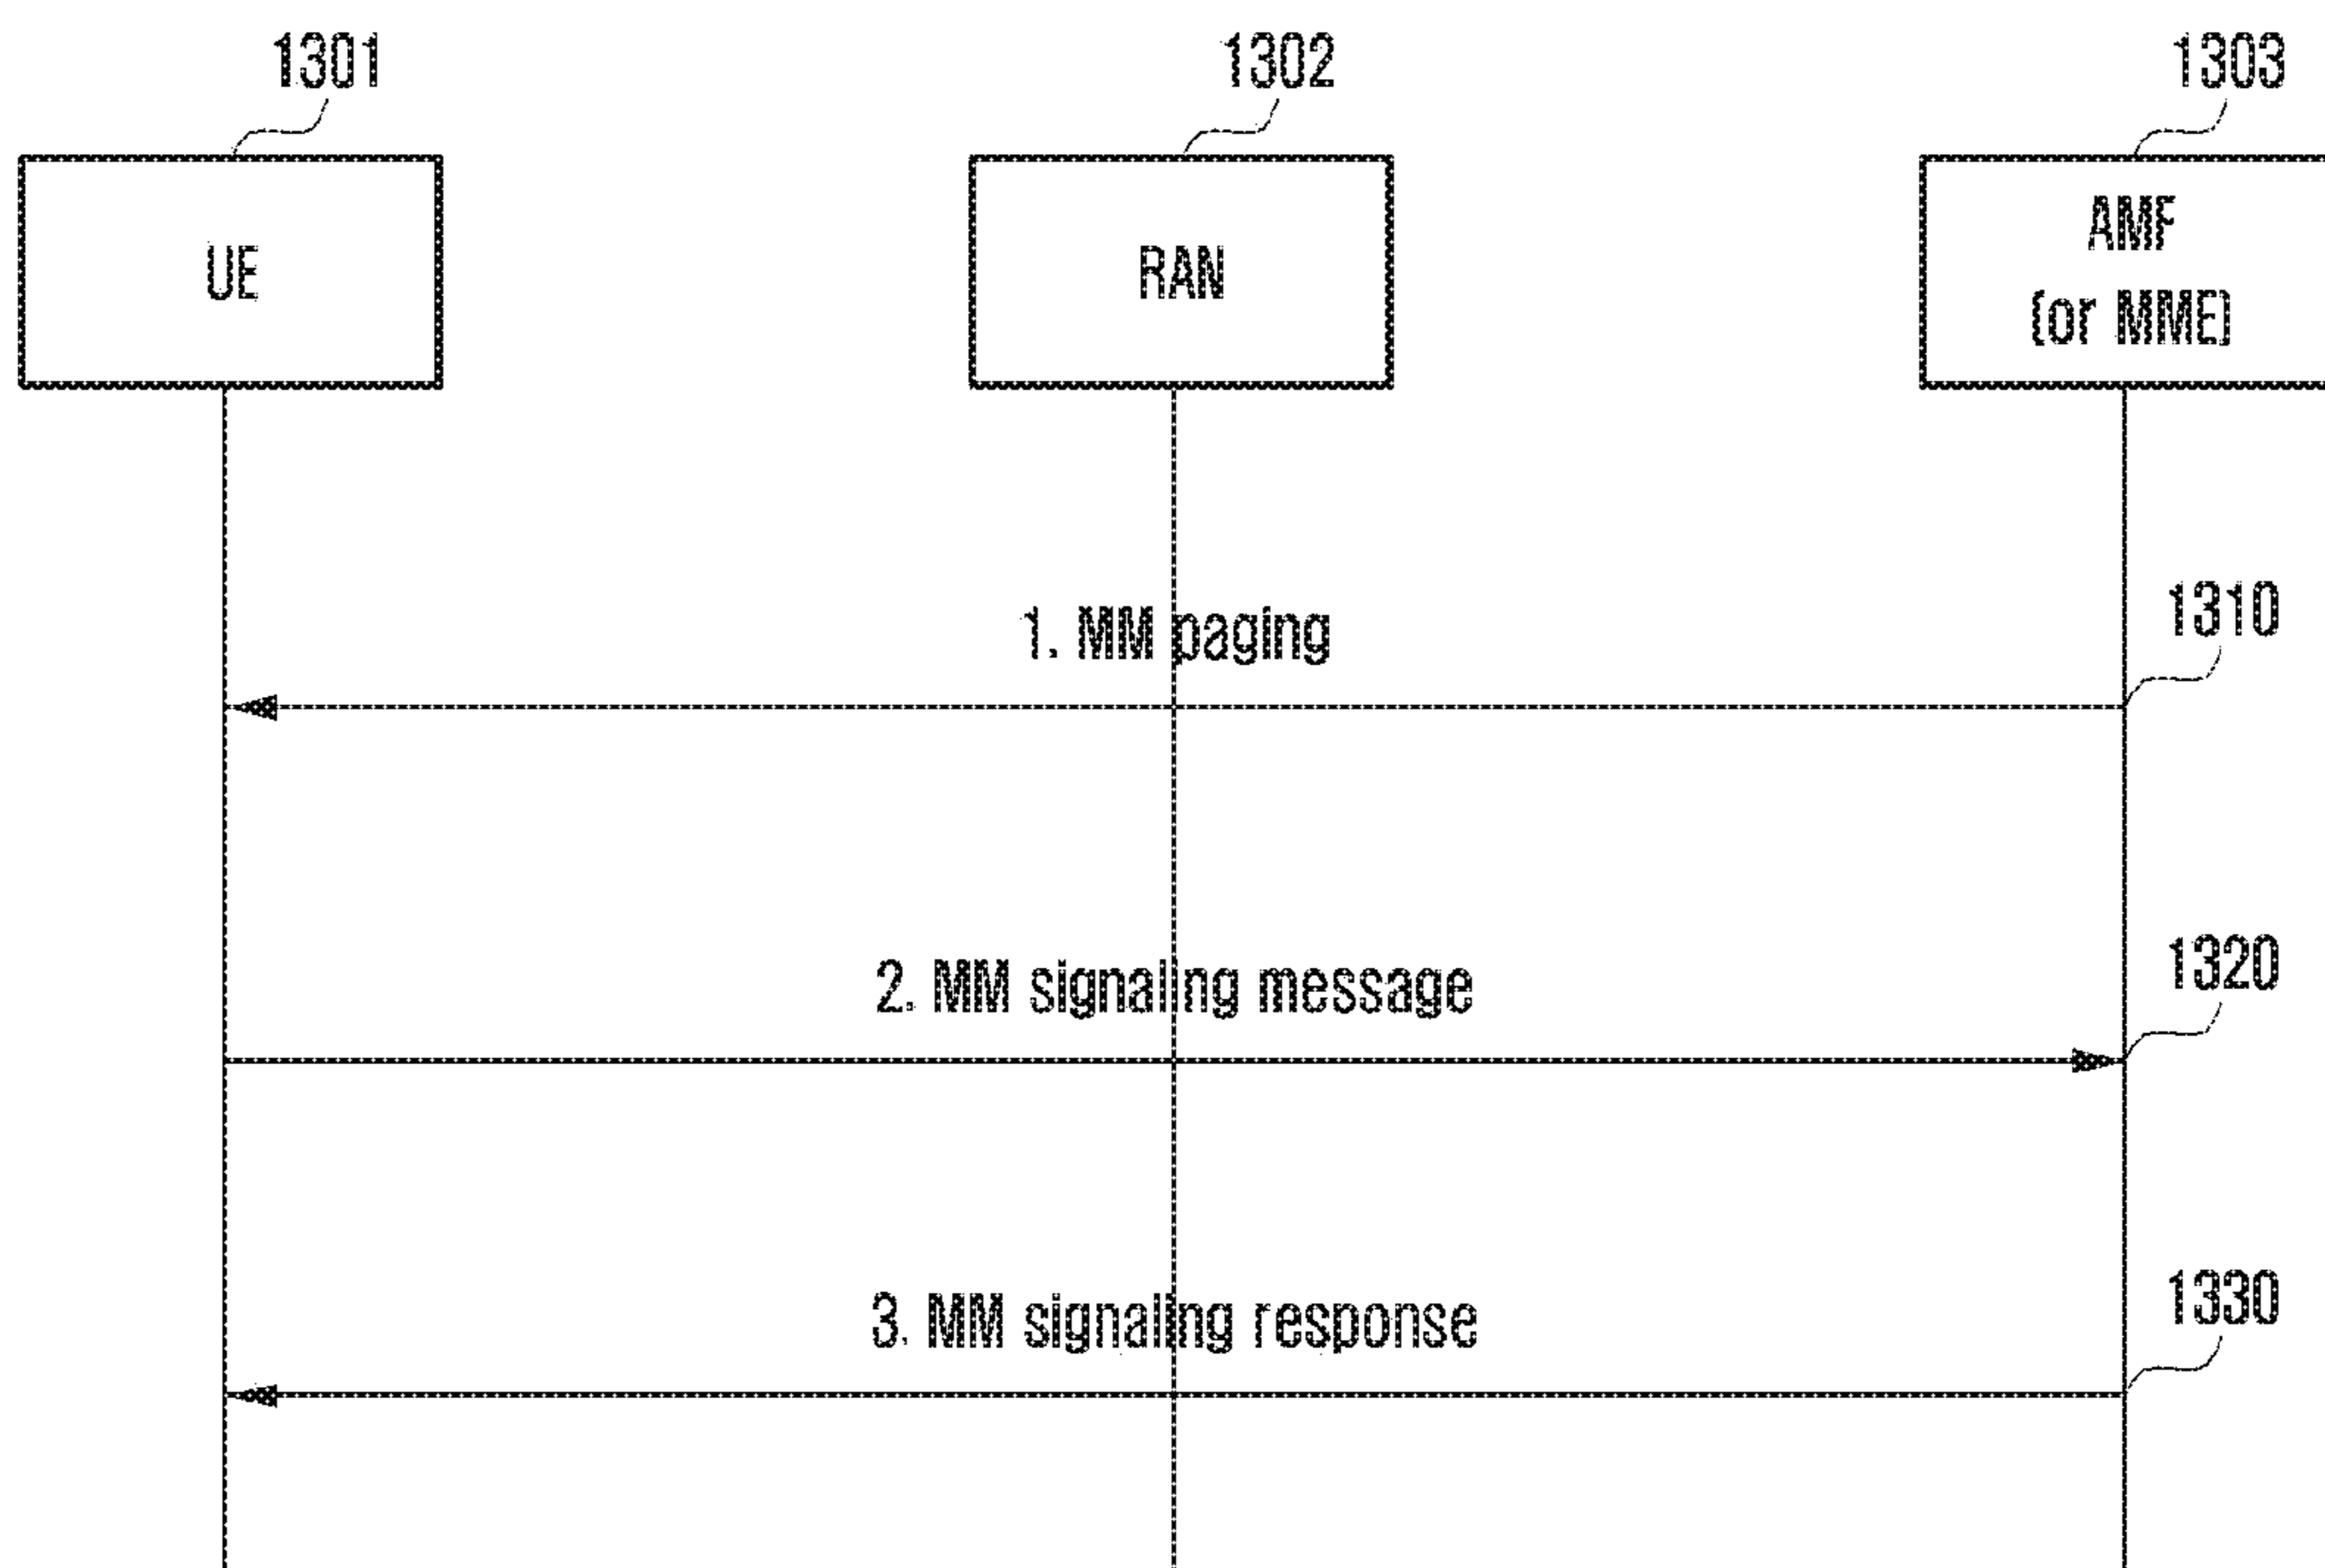 1301
1302
1303
UE
RAN
AMF
(or MME)
1310
1. MM paging
1320
2. MM signaling message
1330
3. MM signaling response